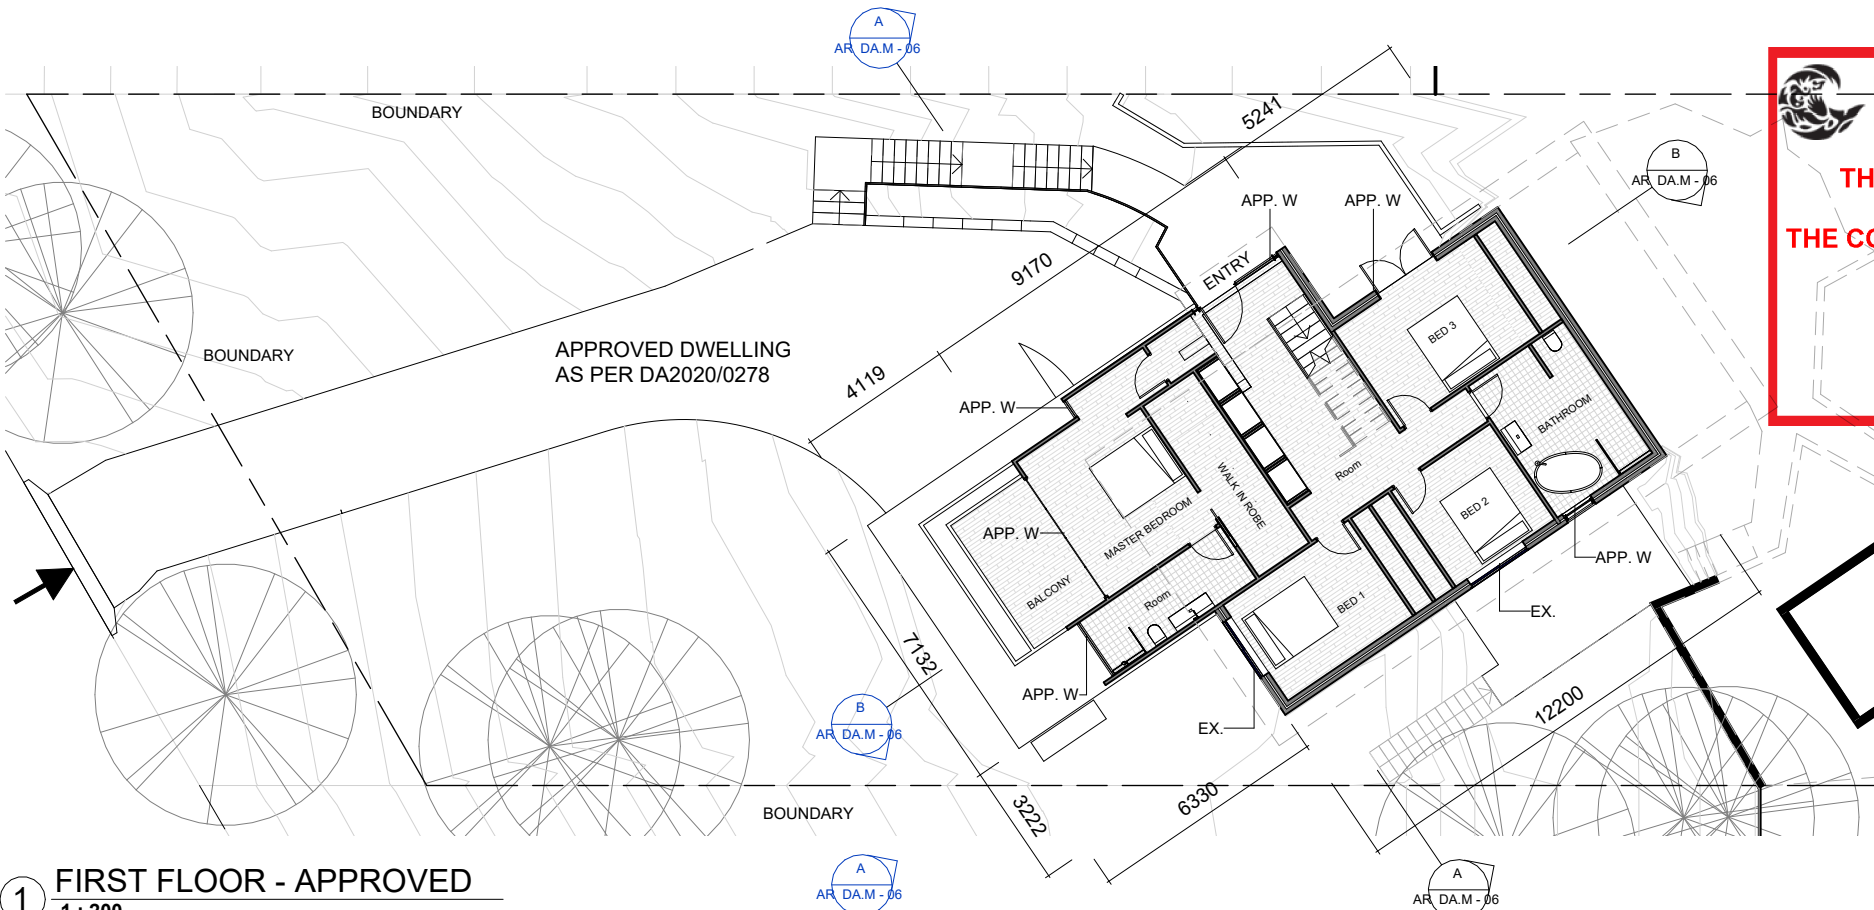 A
AR DA.M - 06
BOUNDARY
5241
B
AR DA.M - 06
TH
THE CO
APP. W
APP. W
9170
ENTRY
BOUNDARY
APPROVED DWELLING
AS PER DA2020/0278
4119
APP. W
BED 3
BATHROOM
WALK IN ROBE
Room
MASTER BEDROOM
BED 2
APP. W
BALCONY
Room
BED 1
APP. W
EX.
7132
APP. W
EX.
12200
B
AR DA.M - 06
3222
6330
BOUNDARY
A
AR DA.M - 06
A
AR DA.M - 06
1
FIRST FLOOR - APPROVED
1 : 200